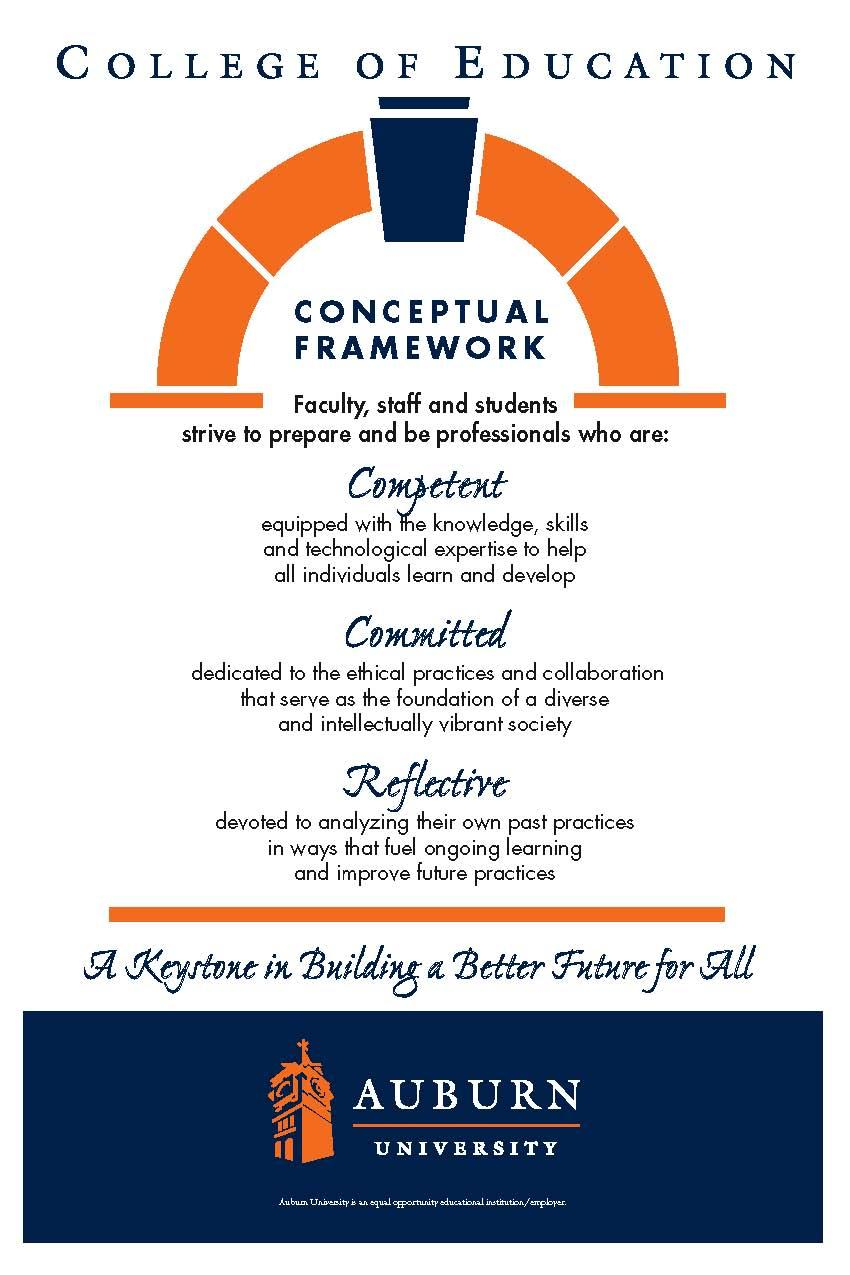 COLLEGE OF EDUCATION
CONCEPTUAL
FRAMEWORK
Faculty, staff and students
strive to prepare and be professionals who are:
Competent
equipped with the knowledge, skills
and technological expertise to help
all individuals learn and develop
Committed
dedicated to the ethical practices and collaboration
that serve as the foundation of a diverse
and intellectually vibrant society
Reflective
devoted to analyzing their own past practices
in ways that fuel ongoing learning
and improve future practices
A Keystone in Building a Better Future for All
AUBURN
UNIVERSITY
Auburn University is an equal opportunity educational institution/employer.